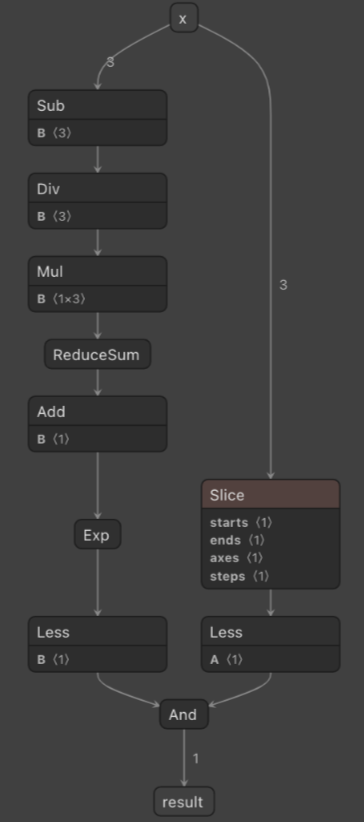 x
3
Sub
B ⟨3⟩
Div
B ⟨3⟩
Mul
B ⟨1×3⟩
3
ReduceSum
Add
B ⟨1⟩
Slice
starts ⟨1⟩
ends ⟨1⟩
axes ⟨1⟩
steps ⟨1⟩
Exp
Less
B ⟨1⟩
Less
A ⟨1⟩
And
1
result